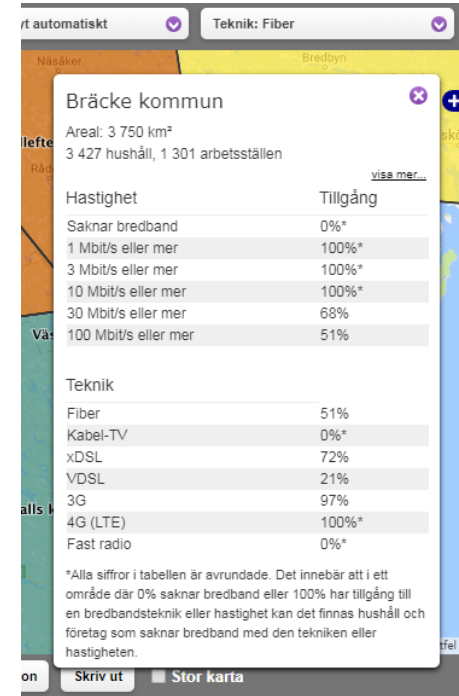 yt automatiskt
Teknik: Fiber
Näsåker
Bredbyn
Bräcke kommun
Areal: 3 750 km²
3 427 hushåll, 1 301 arbetsställen
visa mer...
Hastighet Tillgång
Saknar bredband 0%*
1 Mbit/s eller mer 100%*
3 Mbit/s eller mer 100%*
10 Mbit/s eller mer 100%*
30 Mbit/s eller mer 68%
100 Mbit/s eller mer 51%
Teknik
Fiber 51%
Kabel-TV 0%*
xDSL 72%
VDSL 21%
3G 97%
4G (LTE) 100%*
Fast radio 0%*
*Alla siffror i tabellen är avrundade. Det innebär att i ett
område där 0% saknar bredband eller 100% har tillgång till
en bredbandsteknik eller hastighet kan det finnas hushåll och
företag som saknar bredband med den tekniken eller
hastigheten.
llefte
Råd
Väs
alls k
tfel
on
Skriv ut
Stor karta